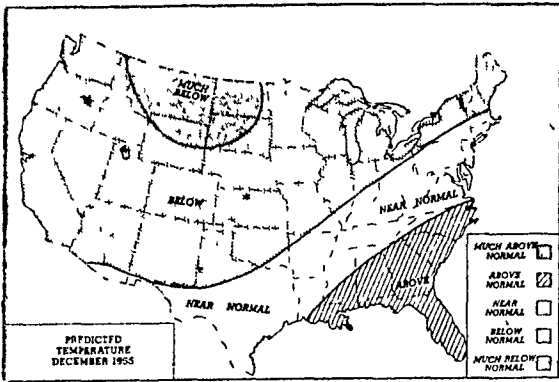 MUCH
BELOW
BELOW
NEAR NORMAL
ABOVE
NEAR NORMAL
PREDICTED
TEMPERATURE
DECEMBER 1955
MUCH ABOVE
NORMAL
ABOVE
NORMAL
NEAR
NORMAL
BELOW
NORMAL
MUCH BELOW
NORMAL